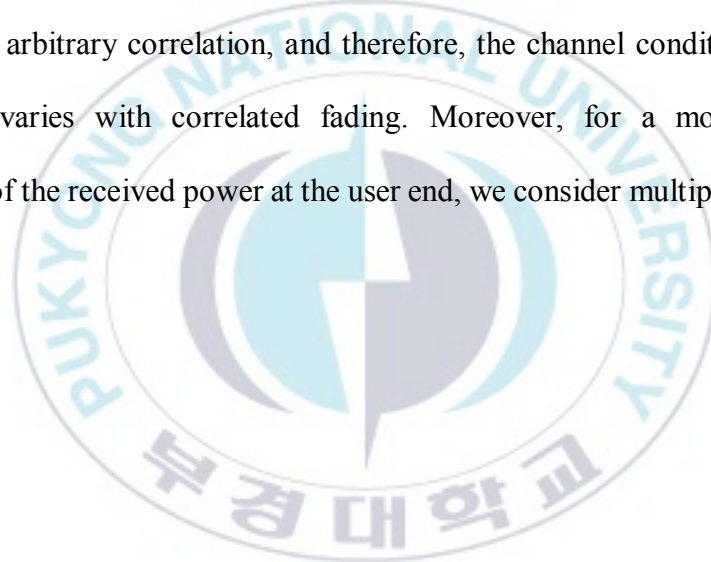 arbitrary correlation, and therefore, the channel condit
varies with correlated fading. Moreover, for a mo
of the received power at the user end, we consider multip
PUKYONG NATIONAL UNIVERSITY
부경대학교